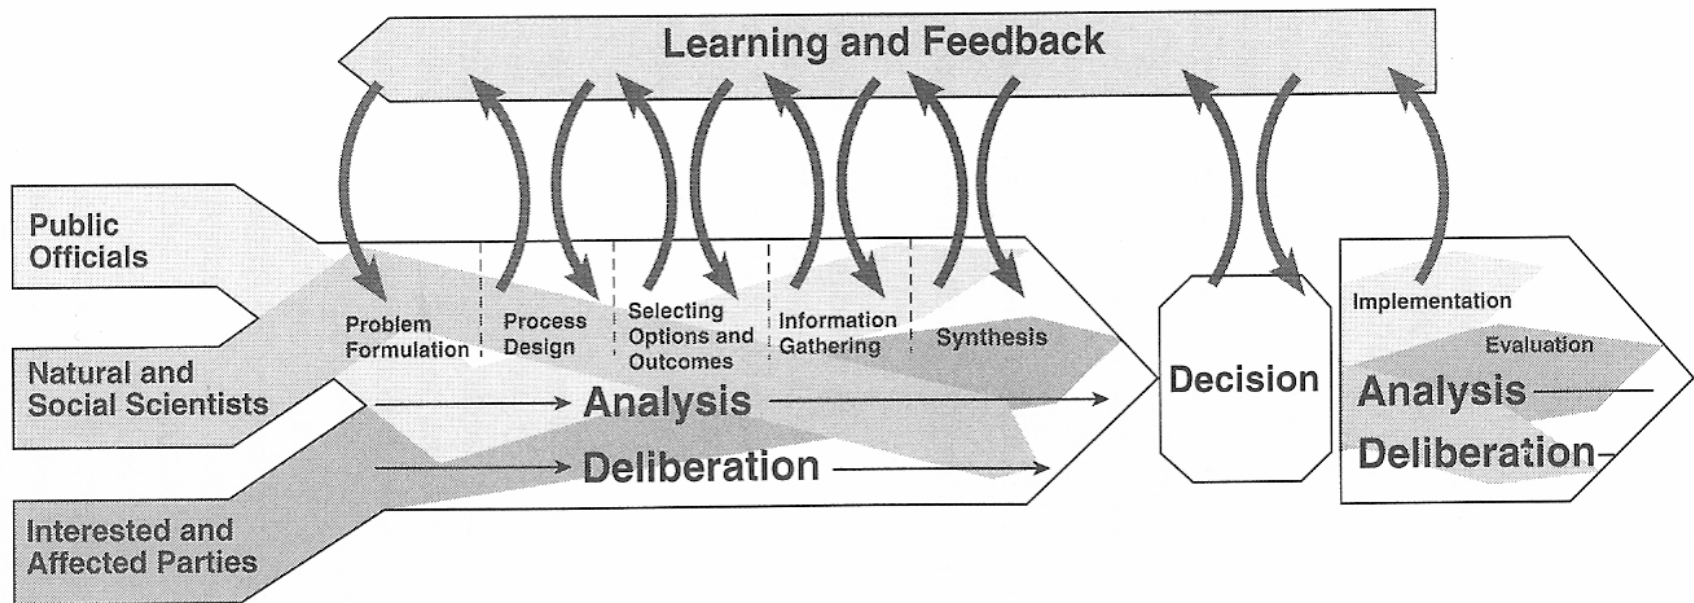 Learning and Feedback
Public
Officials
Natural and
Social Scientists
Interested and
Affected Parties
Problem
Formulation
Process
Design
Selecting
Options and
Outcomes
Information
Gathering
Synthesis
Analysis
Deliberation
Decision
Implementation
Evaluation
Analysis
Deliberation